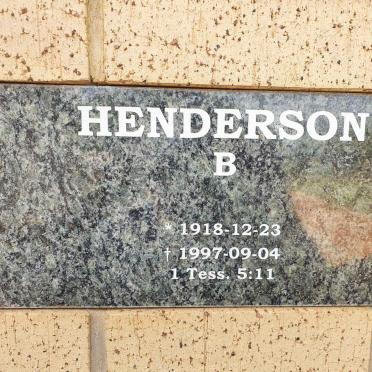 HENDERSON
B
* 1918-12-23
† 1997-09-04
1 Tess. 5:11